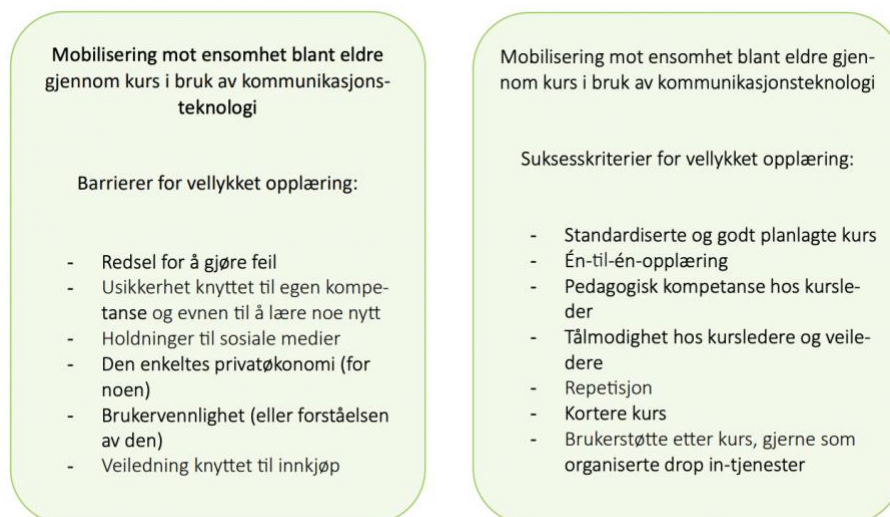 Mobilisering mot ensomhet blant eldre
gjennom kurs i bruk av kommunikasjons-
teknologi
Barrierer for vellykket opplæring:
- Redsel for å gjøre feil
- Usikkerhet knyttet til egen kompe-
tanse og evnen til å lære noe nytt
- Holdninger til sosiale medier
- Den enkeltes privatøkonomi (for
noen)
- Brukervennlighet (eller forståelsen
av den)
- Veiledning knyttet til innkjøp
Mobilisering mot ensomhet blant eldre gjen-
nom kurs i bruk av kommunikasjonsteknologi
Suksesskriterier for vellykket opplæring:
- Standardiserte og godt planlagte kurs
- Én-til-én-opplæring
- Pedagogisk kompetanse hos kursle-
der
- Tålmodighet hos kursledere og veile-
dere
- Repetisjon
- Kortere kurs
- Brukerstøtte etter kurs, gjerne som
organiserte drop in-tjenester